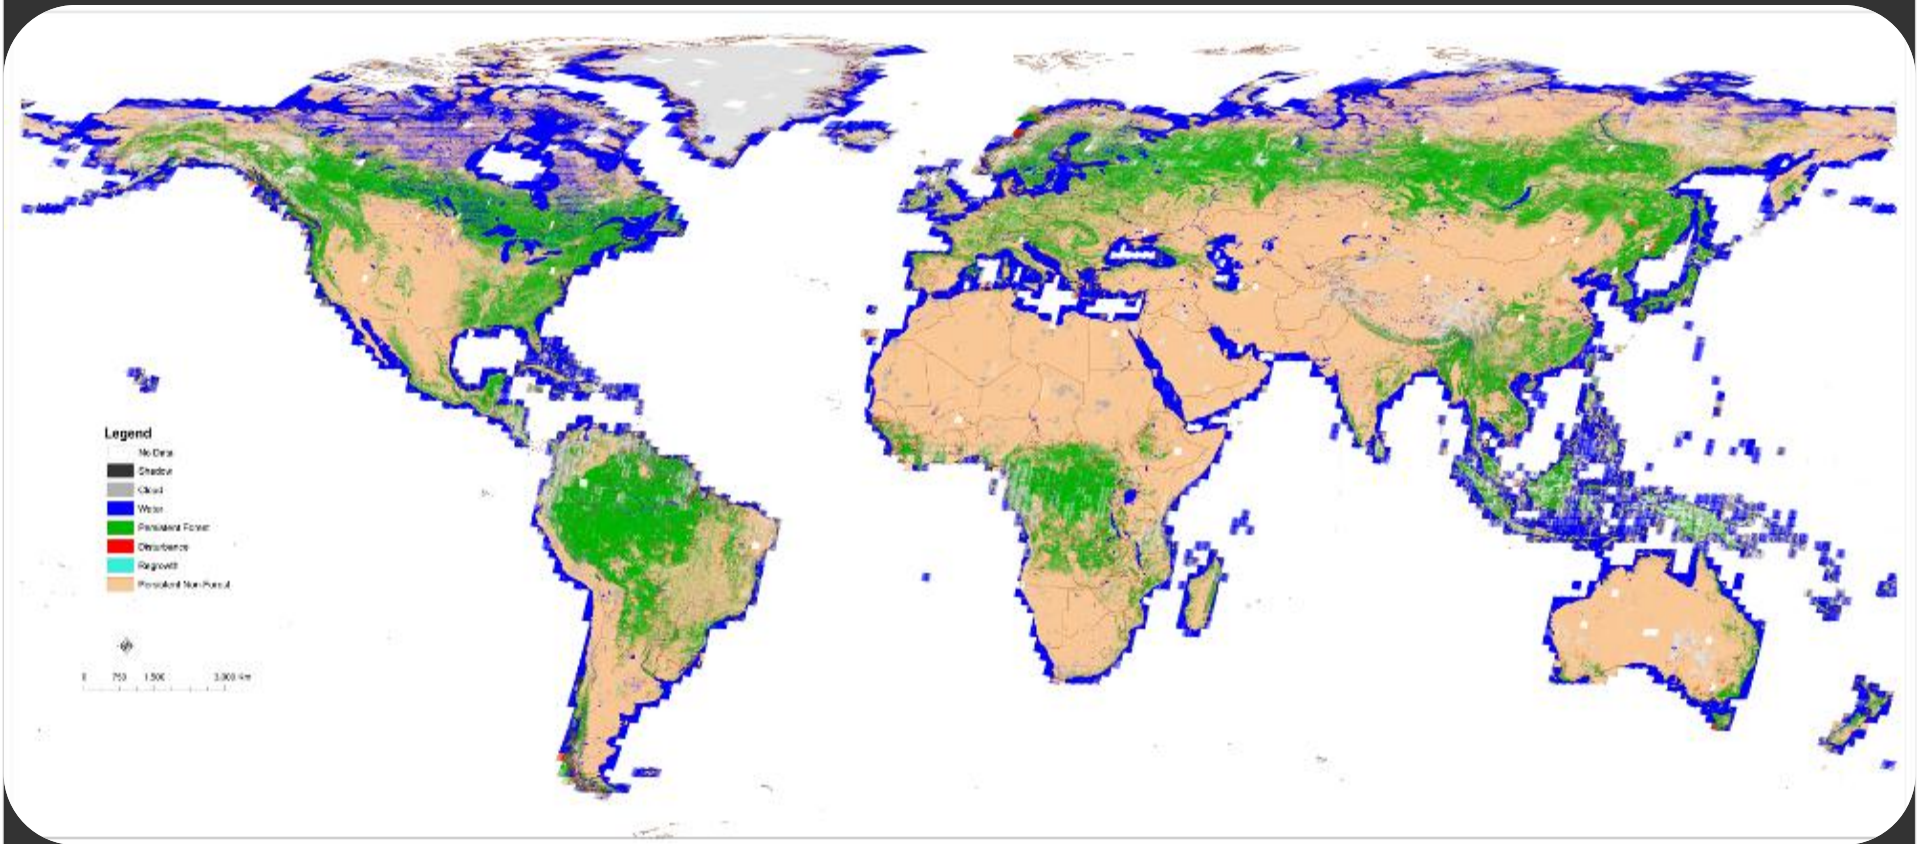 Legend
No Data
Shadow
Cloud
Water
Persistent Forest
Disturbance
Regrowth
Persistent Non-Forest
0 750 1,500 3,000 Km